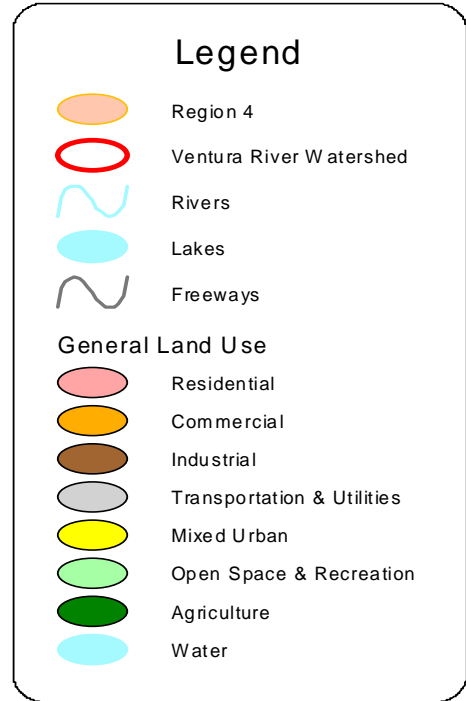 Legend
Region 4
Ventura River Watershed
Rivers
Lakes
Freeways
General Land Use
Residential
Commercial
Industrial
Transportation & Utilities
Mixed Urban
Open Space & Recreation
Agriculture
Water